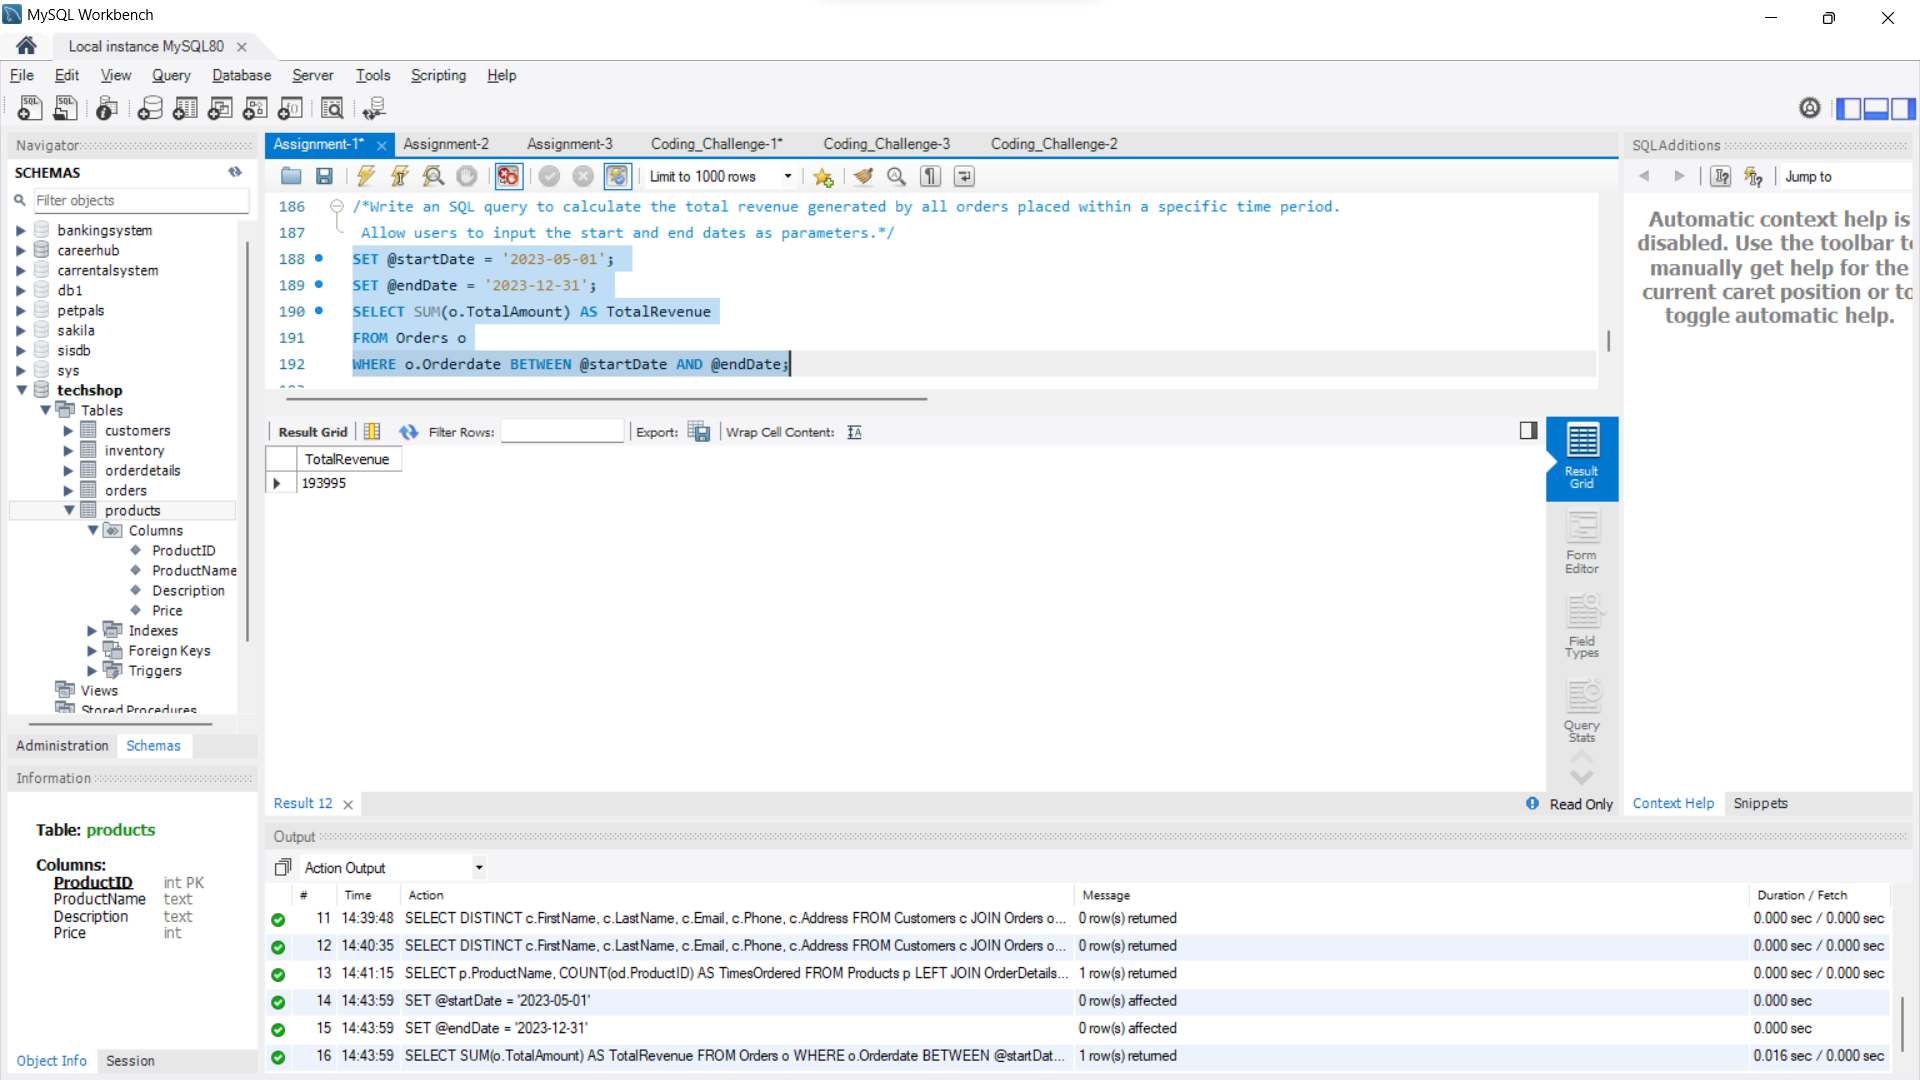 MySQL Workbench
Local instance MySQL80
File Edit View Query Database Server Tools Scripting Help
Navigator
SCHEMAS
Filter objects
bankingsystem
careerhub
carrentalsystem
db1
petpals
sakila
sisdb
sys
techshop
Tables
customers
inventory
orderdetails
orders
products
Columns
ProductID
ProductName
Description
Price
Indexes
Foreign Keys
Triggers
Views
Stored Procedures
Administration Schemas
Information
Table: products
Columns:
ProductID int PK
ProductName text
Description text
Price int
Object Info Session
Assignment-1* Assignment-2 Assignment-3 Coding_Challenge-1* Coding_Challenge-3 Coding_Challenge-2
Limit to 1000 rows
186 /*Write an SQL query to calculate the total revenue generated by all orders placed within a specific time period.
187 Allow users to input the start and end dates as parameters.*/
188 SET @startDate = '2023-05-01';
189 SET @endDate = '2023-12-31';
190 SELECT SUM(o.TotalAmount) AS TotalRevenue
191 FROM Orders o
192 WHERE o.Orderdate BETWEEN @startDate AND @endDate;
Result Grid Filter Rows: Export: Wrap Cell Content:
TotalRevenue
193995
Result Grid
Form Editor
Field Types
Query Stats
Result 12 Read Only
SQLAdditions
Jump to
Automatic context help is
disabled. Use the toolbar to
manually get help for the
current caret position or to
toggle automatic help.
Context Help Snippets
Output
Action Output
# Time Action Message Duration / Fetch
11 14:39:48 SELECT DISTINCT c.FirstName, c.LastName, c.Email, c.Phone, c.Address FROM Customers c JOIN Orders o... 0 row(s) returned 0.000 sec / 0.000 sec
12 14:40:35 SELECT DISTINCT c.FirstName, c.LastName, c.Email, c.Phone, c.Address FROM Customers c JOIN Orders o... 0 row(s) returned 0.000 sec / 0.000 sec
13 14:41:15 SELECT p.ProductName, COUNT(od.ProductID) AS TimesOrdered FROM Products p LEFT JOIN OrderDetails... 1 row(s) returned 0.000 sec / 0.000 sec
14 14:43:59 SET @startDate = '2023-05-01' 0 row(s) affected 0.000 sec
15 14:43:59 SET @endDate = '2023-12-31' 0 row(s) affected 0.000 sec
16 14:43:59 SELECT SUM(o.TotalAmount) AS TotalRevenue FROM Orders o WHERE o.Orderdate BETWEEN @startDat... 1 row(s) returned 0.016 sec / 0.000 sec